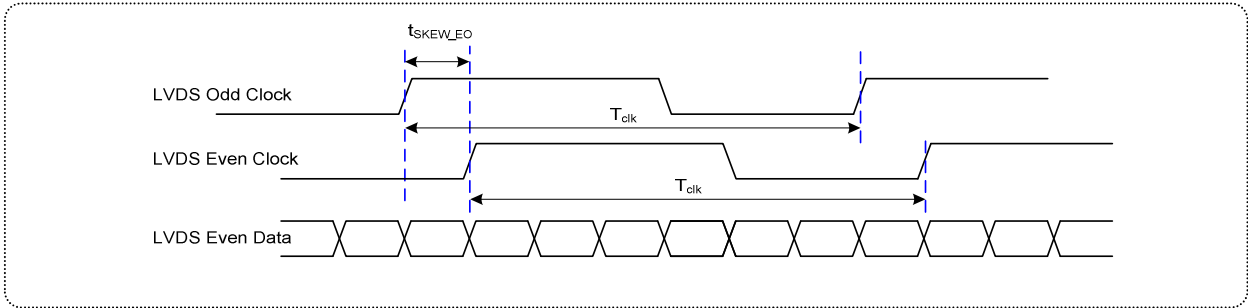 tSKEW_EO
LVDS Odd Clock
Tclk
LVDS Even Clock
Tclk
LVDS Even Data